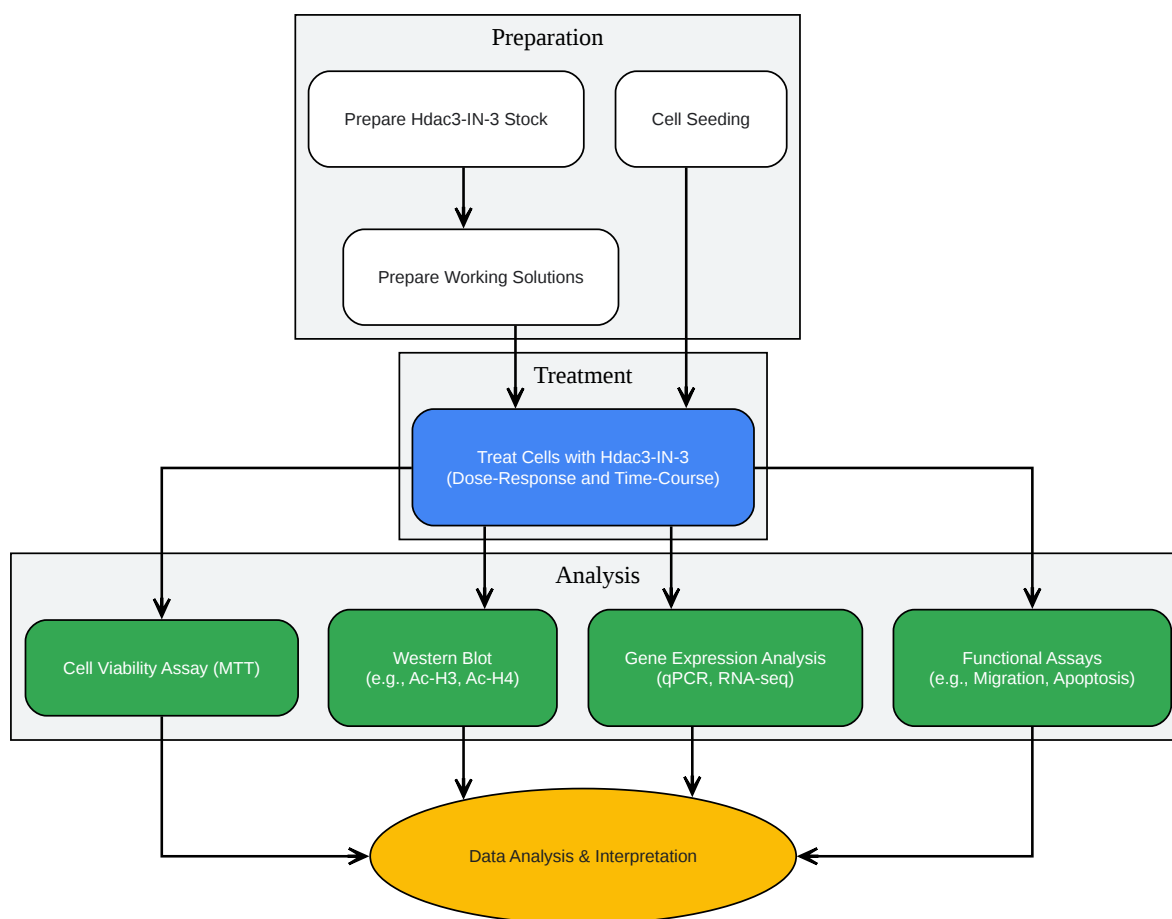 Preparation
Prepare Hdac3-IN-3 Stock
Cell Seeding
Prepare Working Solutions
Treatment
Treat Cells with Hdac3-IN-3
(Dose-Response and Time-Course)
Analysis
Cell Viability Assay (MTT)
Western Blot
(e.g., Ac-H3, Ac-H4)
Gene Expression Analysis
(qPCR, RNA-seq)
Functional Assays
(e.g., Migration, Apoptosis)
Data Analysis & Interpretation